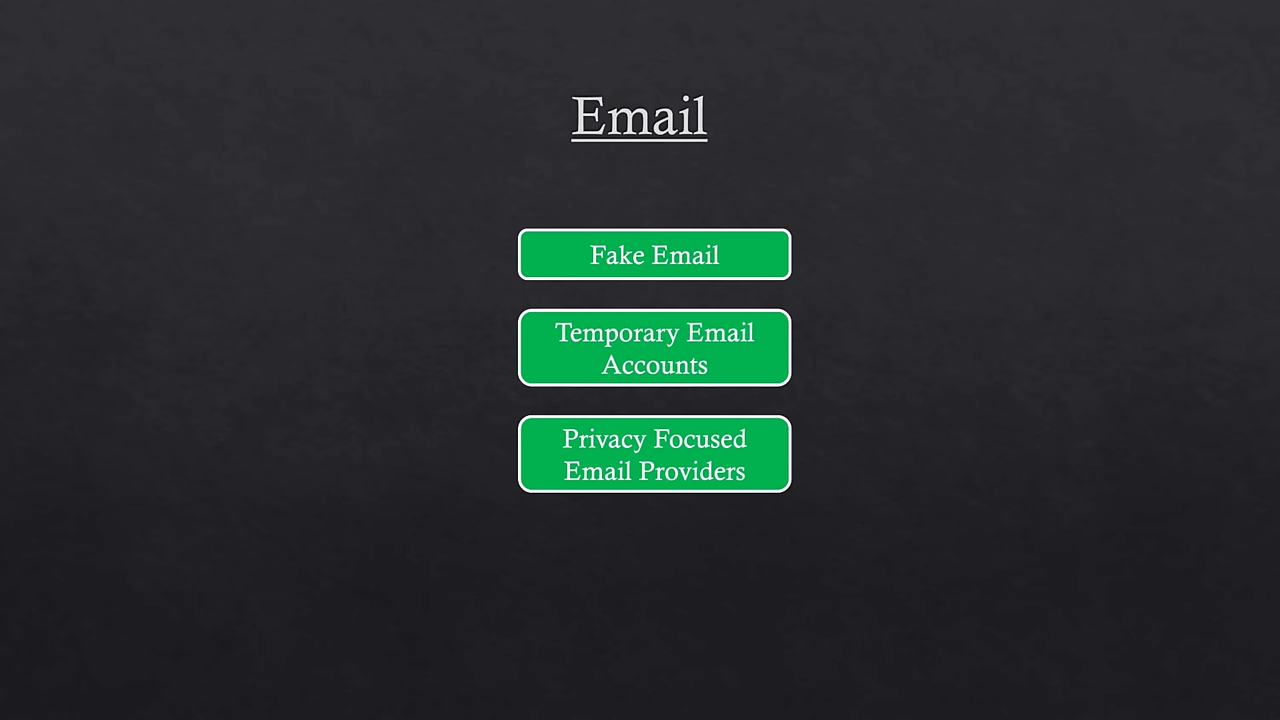 Email
Fake Email
Temporary Email
Accounts
Privacy Focused
Email Providers